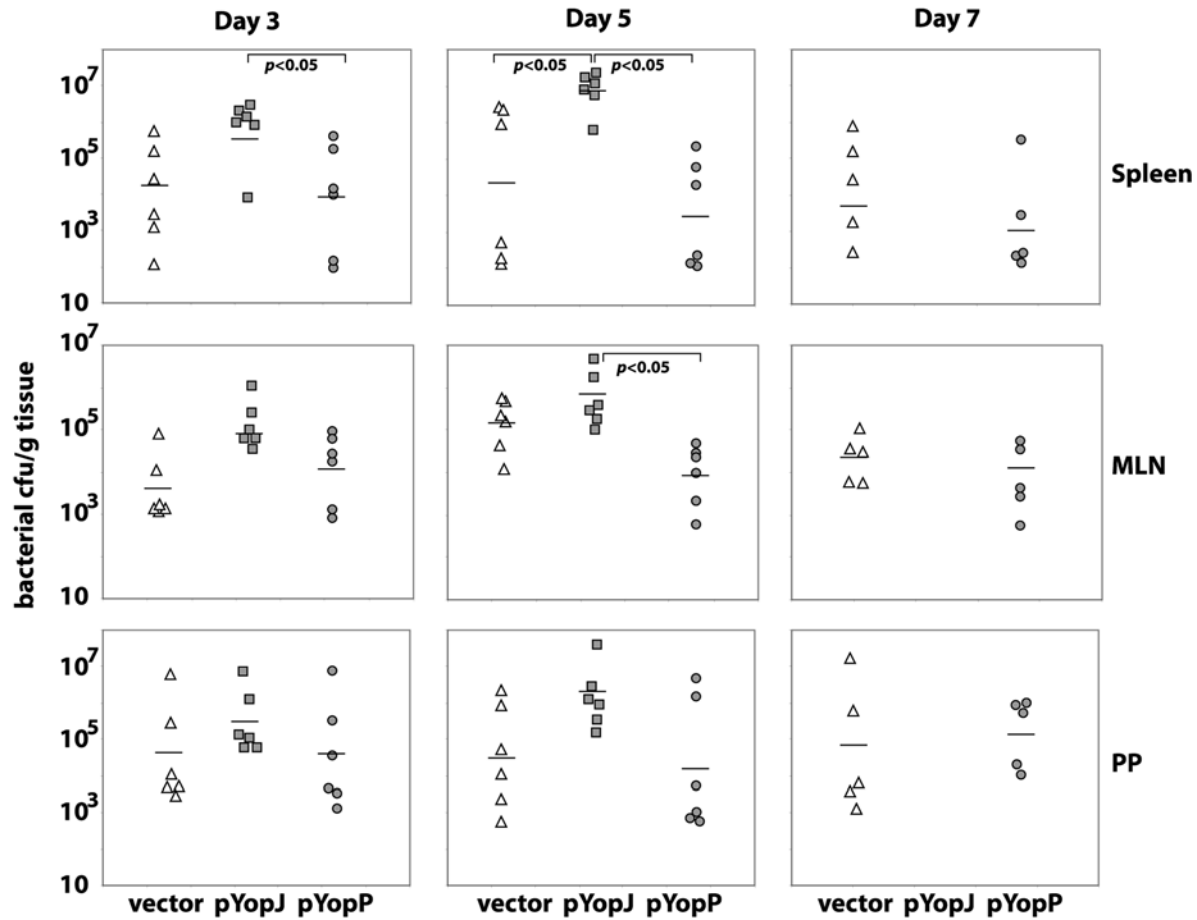 Day 3 Day 5 Day 7
p<0.05 p<0.05 p<0.05
10^7
10^5
10^3
10
Spleen
p<0.05
10^7
10^5
10^3
10
MLN
10^7
10^5
10^3
10
PP
bacterial cfu/g tissue
vector pYopJ pYopP vector pYopJ pYopP vector pYopJ pYopP